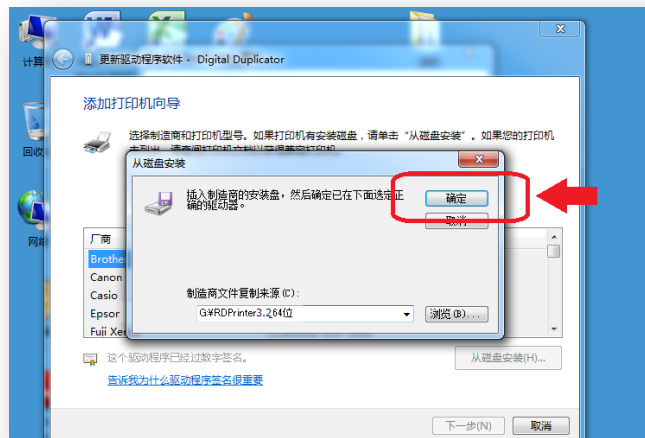 计算
更新驱动程序软件 - Digital Duplicator
添加打印机向导
选择制造商和打印机型号。如果打印机有安装磁盘，请单击“从磁盘安装”。如果您的打印机
回收
从磁盘安装
插入制造商的安装盘，然后确定已在下面选定正
确的驱动器。
确定
取消
网络
厂商
Brothe
Canon
Casio
Epsor
Fuji Xer
制造商文件复制来源(C):
G¥RDPrinter3.264位
浏览(B)...
这个驱动程序已经过数字签名。
从磁盘安装(H)...
告诉我为什么驱动程序签名很重要
下一步(N)
取消